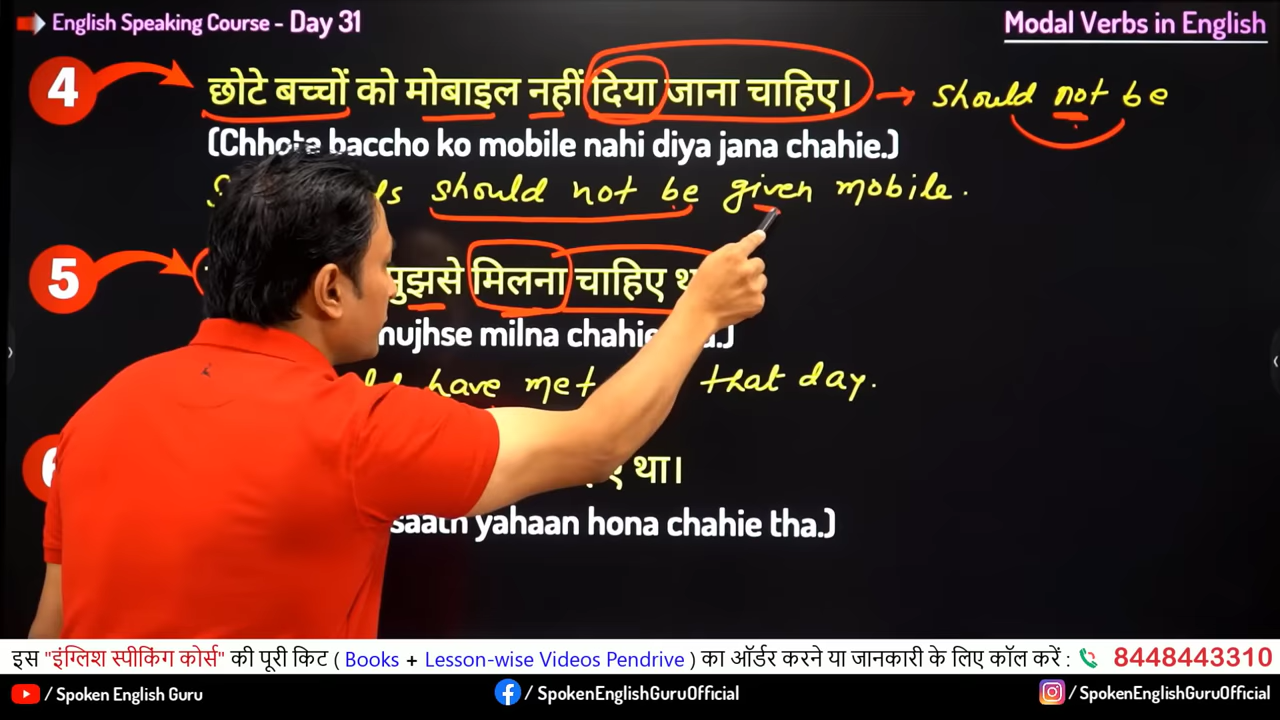 English Speaking Course - Day 31
Modal Verbs in English
4
छोटे बच्चों को मोबाइल नहीं दिया जाना चाहिए।
should not be
(Chhote baccho ko mobile nahi diya jana chahie.)
should not be given mobile.
5
मुझसे मिलना चाहिए
mujhse milna chahie
have met that day.
था।
saath yahaan hona chahie tha.)
इस "इंग्लिश स्पीकिंग कोर्स" की पूरी किट ( Books + Lesson-wise Videos Pendrive ) का ऑर्डर करने या जानकारी के लिए कॉल करें : 8448443310
/ Spoken English Guru
/ SpokenEnglishGuruOfficial
/ SpokenEnglishGuruOfficial